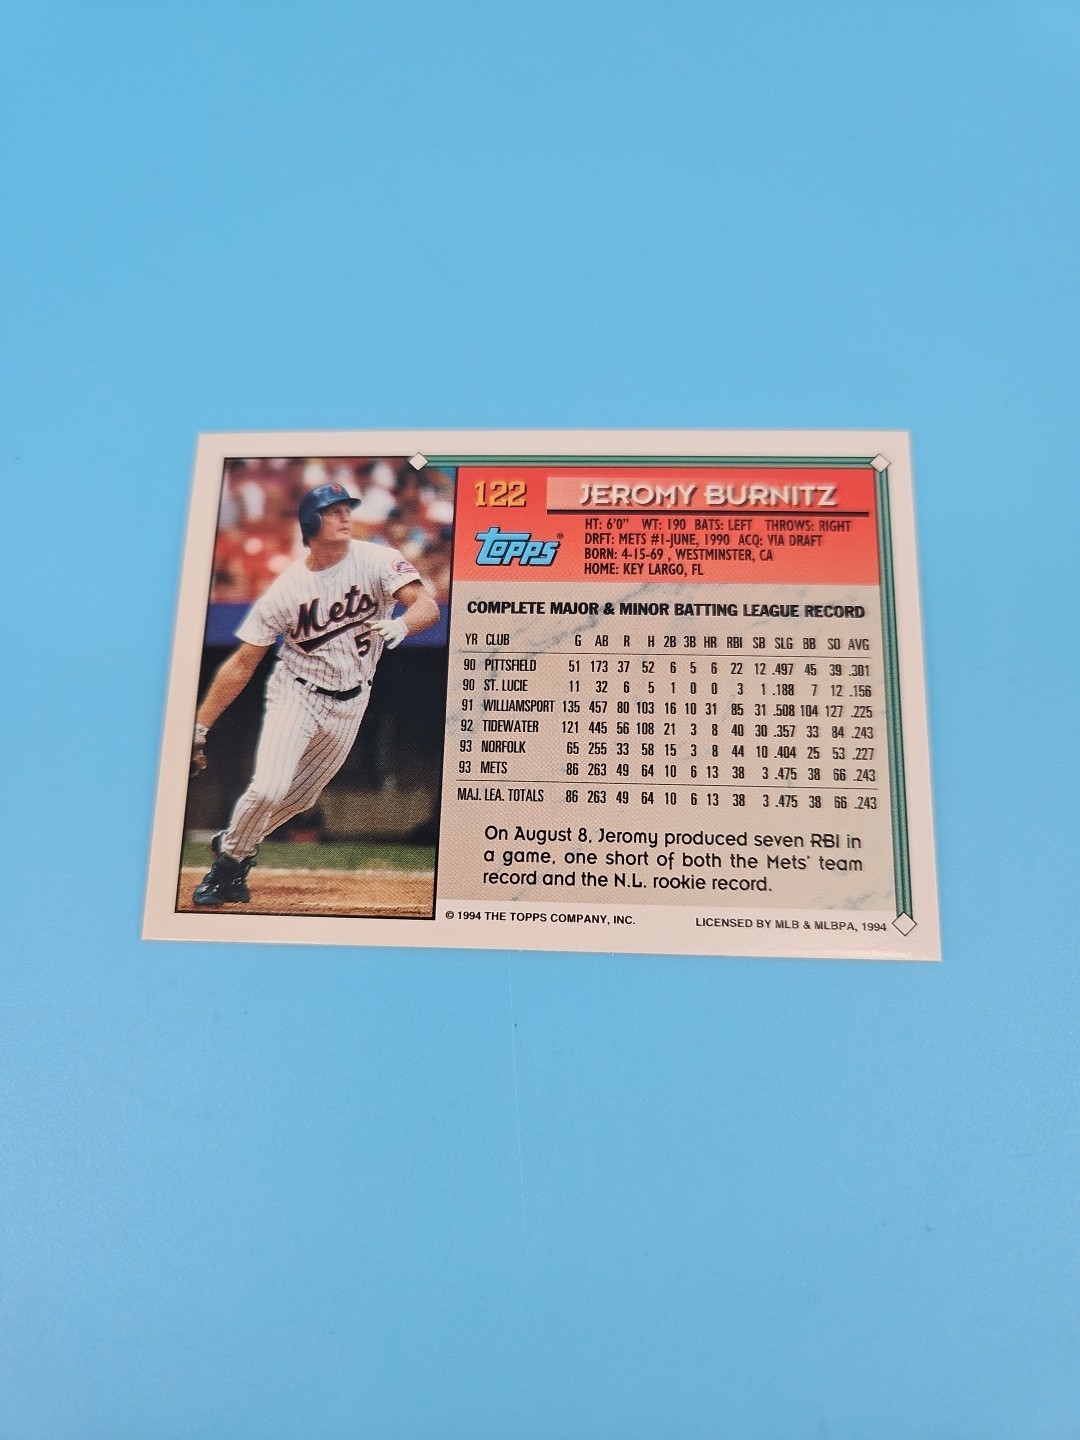 122 JEROMY BURNITZ
Topps®
HT: 6'0" WT: 190 BATS: LEFT THROWS: RIGHT
DRFT: METS #1-JUNE, 1990 ACQ: VIA DRAFT
BORN: 4-15-69 , WESTMINSTER, CA
HOME: KEY LARGO, FL
COMPLETE MAJOR & MINOR BATTING LEAGUE RECORD
YR CLUB G AB R H 2B 3B HR RBI SB SLG BB SO AVG
90 PITTSFIELD 51 173 37 52 6 5 6 22 12 .497 45 39 .301
90 ST. LUCIE 11 32 6 5 1 0 0 3 1 .188 7 12 .156
91 WILLIAMSPORT 135 457 80 103 16 10 31 85 31 .508 104 127 .225
92 TIDEWATER 121 445 56 108 21 3 8 40 30 .357 33 84 .243
93 NORFOLK 65 255 33 58 15 3 8 44 10 .404 25 53 .227
93 METS 86 263 49 64 10 6 13 38 3 .475 38 66 .243
MAJ. LEA. TOTALS 86 263 49 64 10 6 13 38 3 .475 38 66 .243
On August 8, Jeromy produced seven RBI in
a game, one short of both the Mets' team
record and the N.L. rookie record.
© 1994 THE TOPPS COMPANY, INC. LICENSED BY MLB & MLBPA, 1994
Mets
5